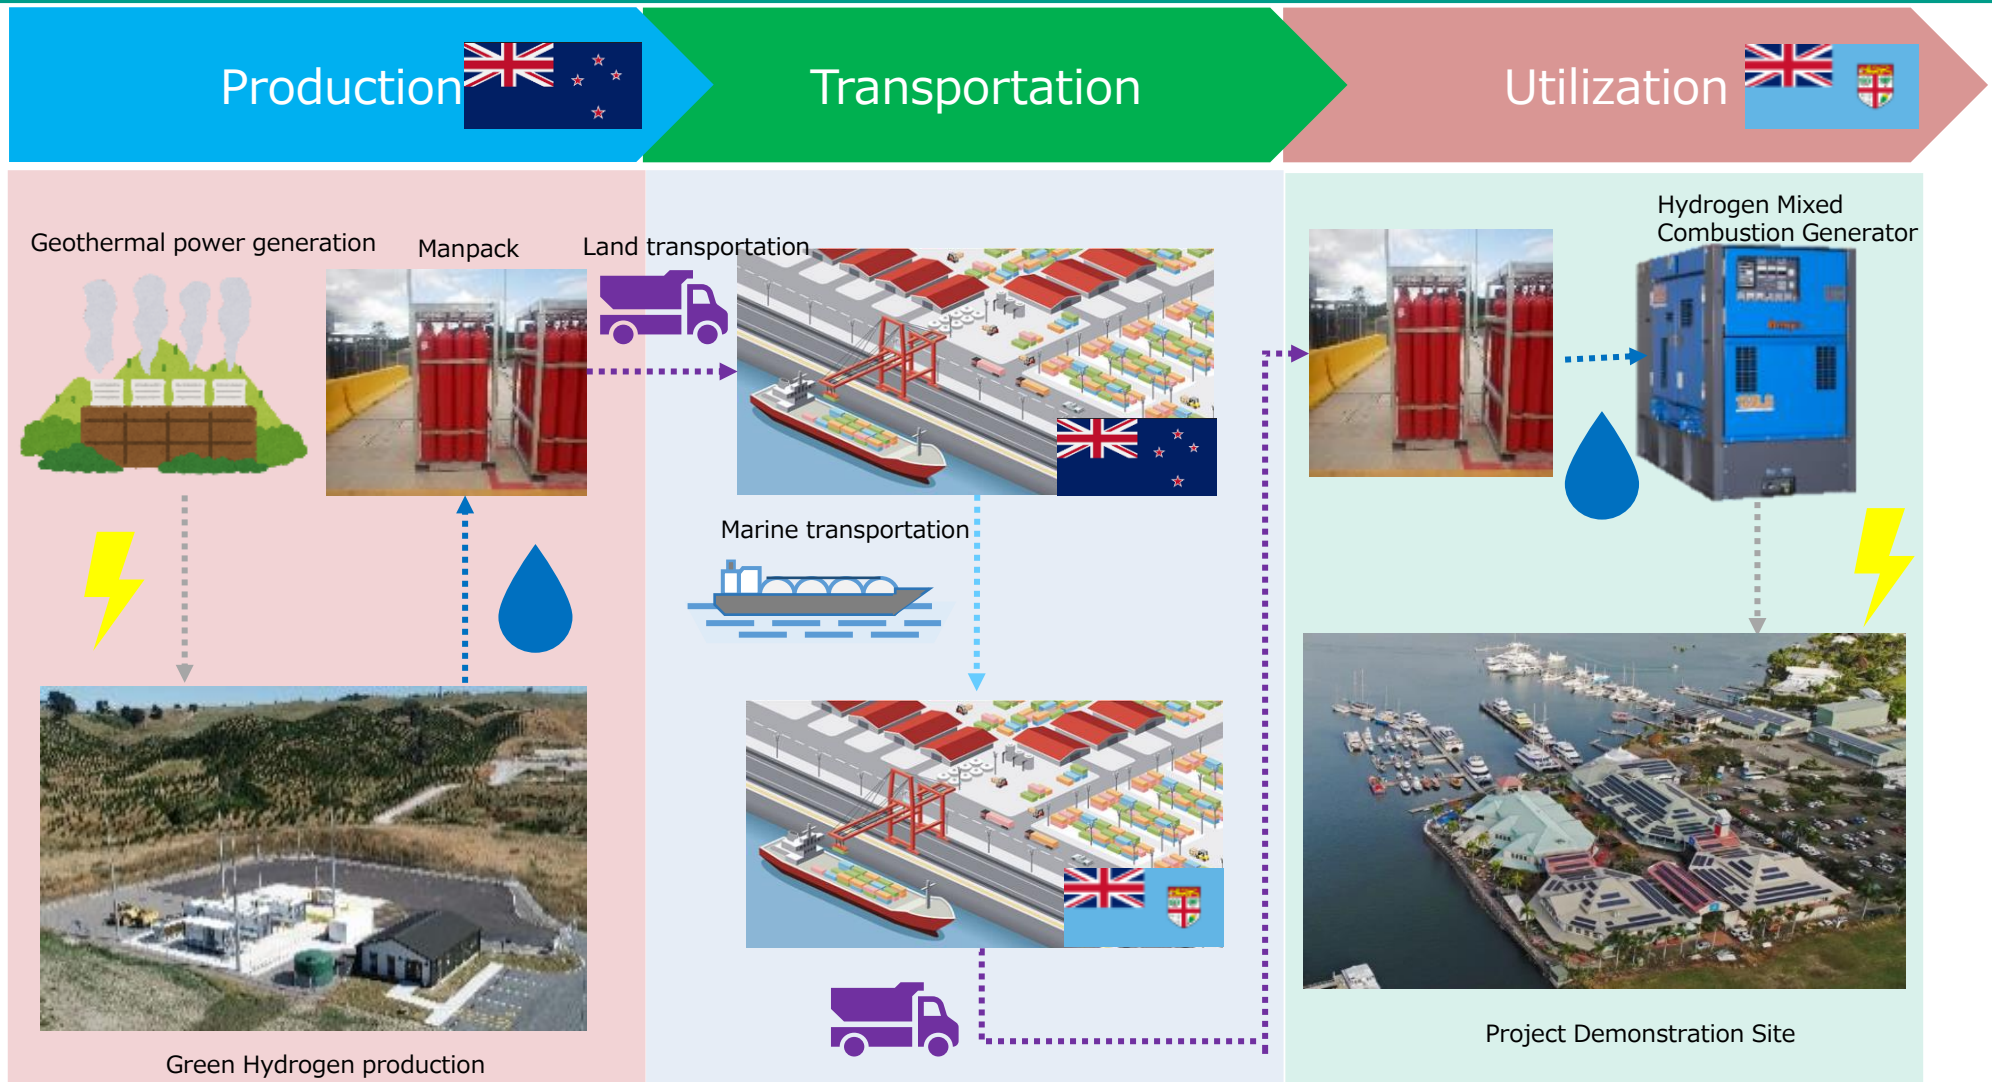 Production
Transportation
Utilization
Geothermal power generation
Manpack
Land transportation
Marine transportation
Green Hydrogen production
Hydrogen Mixed
Combustion Generator
Project Demonstration Site